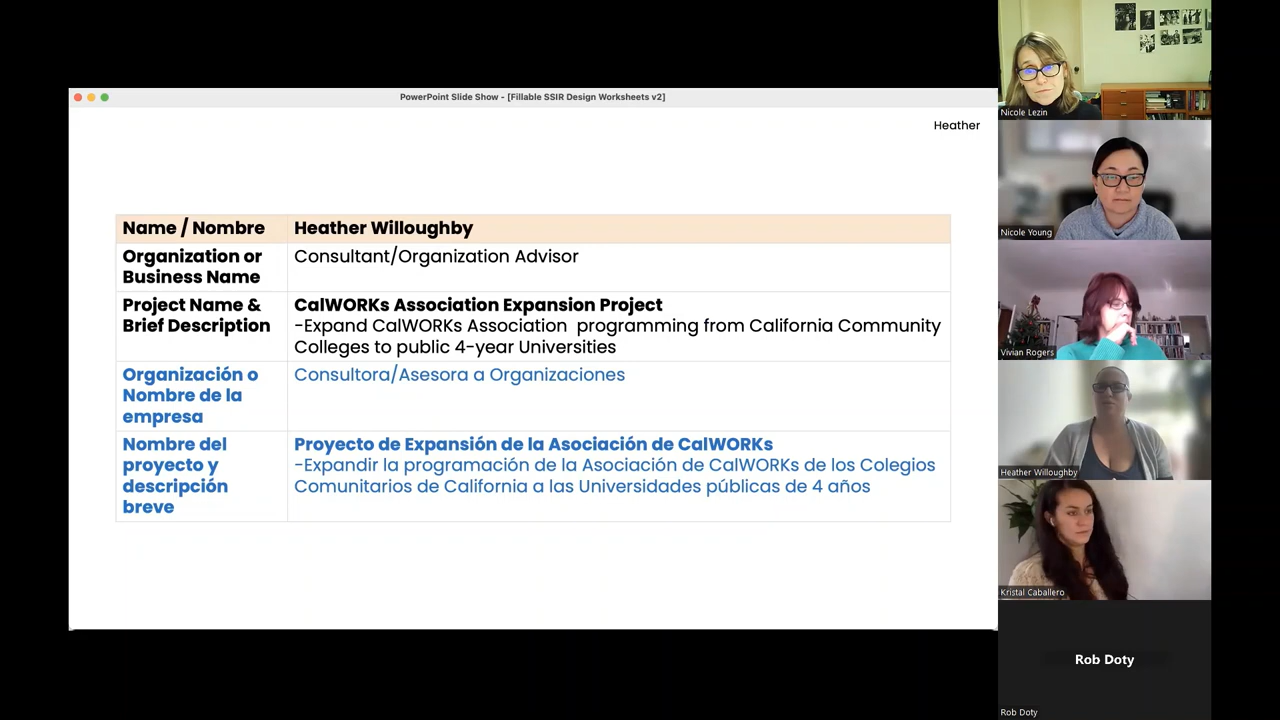 PowerPoint Slide Show - [Fillable SSIR Design Worksheets v2]
Heather
Name / Nombre
Heather Willoughby
Organization or
Business Name
Consultant/Organization Advisor
Project Name &
Brief Description
CalWORKs Association Expansion Project
-Expand CalWORKs Association programming from California Community
Colleges to public 4-year Universities
Organización o
Nombre de la
empresa
Consultora/Asesora a Organizaciones
Nombre del
proyecto y
descripción
breve
Proyecto de Expansión de la Asociación de CalWORKs
-Expandir la programación de la Asociación de CalWORKs de los Colegios
Comunitarios de California a las Universidades públicas de 4 años
Nicole Lezin
Nicole Young
Vivian Rogers
Heather Willoughby
Kristal Caballero
Rob Doty
Rob Doty